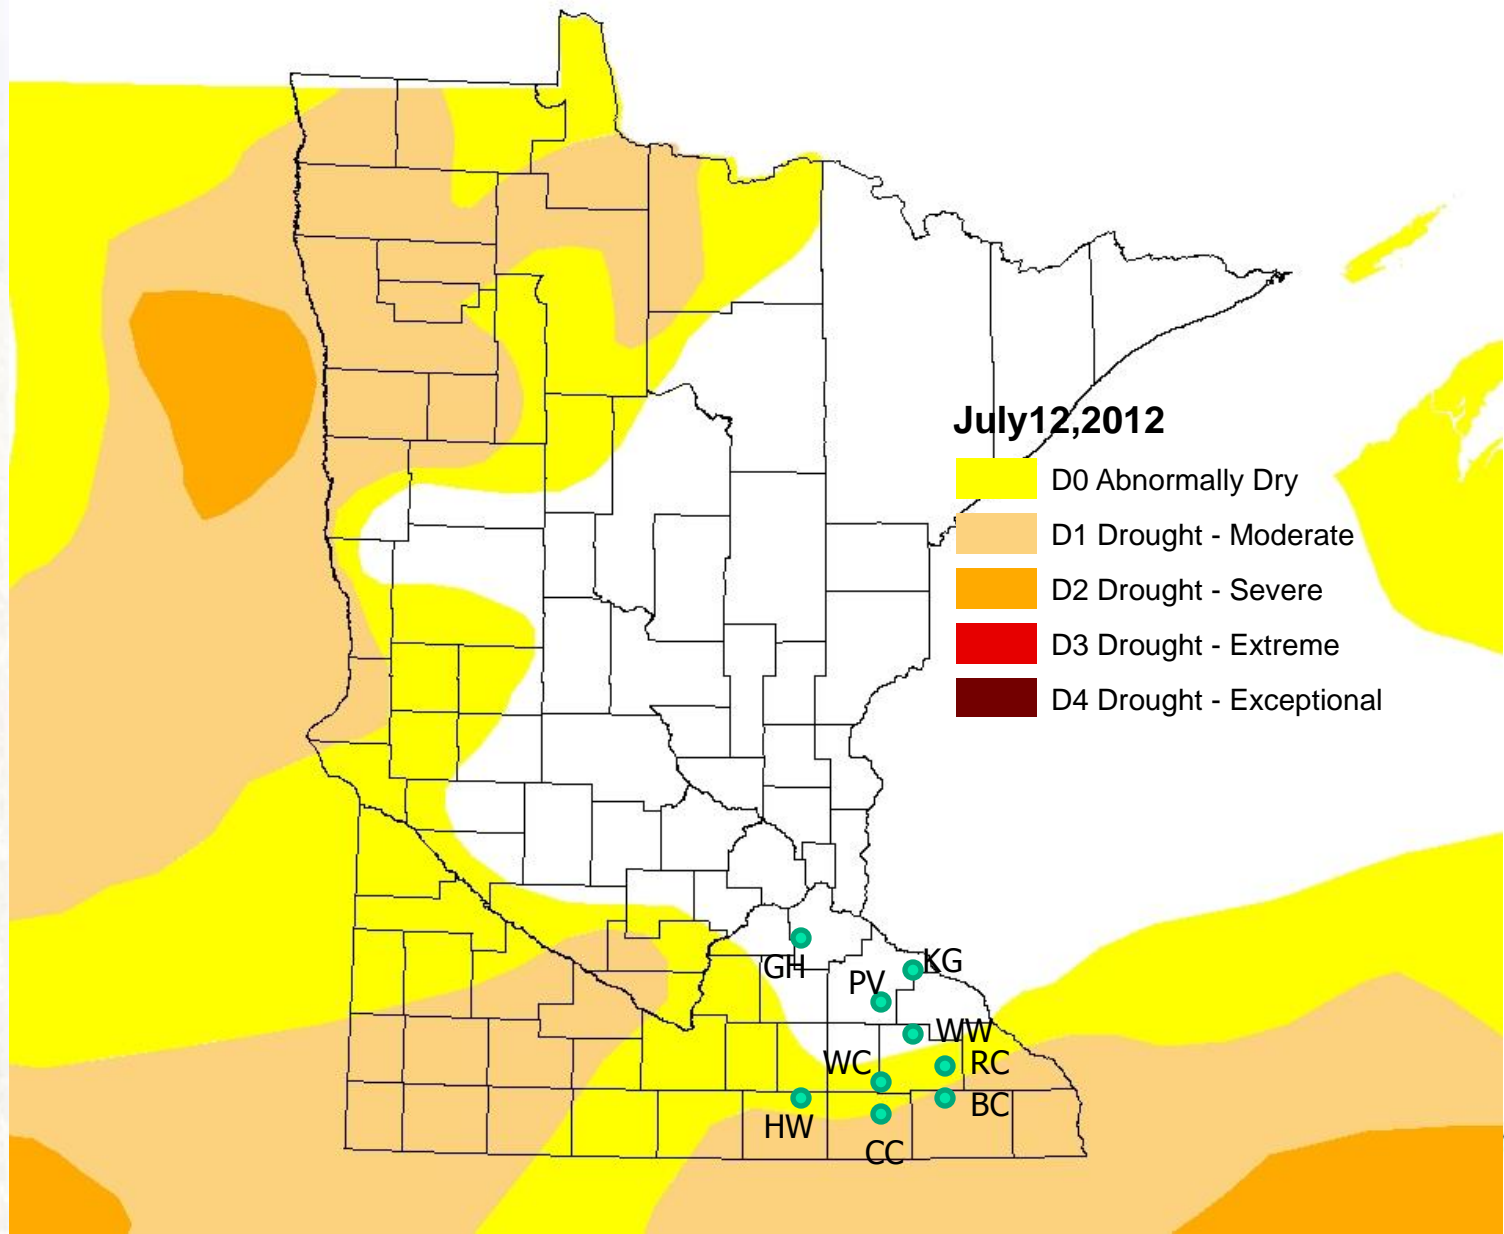 July12,2012
D0 Abnormally Dry
D1 Drought - Moderate
D2 Drought - Severe
D3 Drought - Extreme
D4 Drought - Exceptional
GH
KG
PV
WW
WC
RC
HW
BC
CC